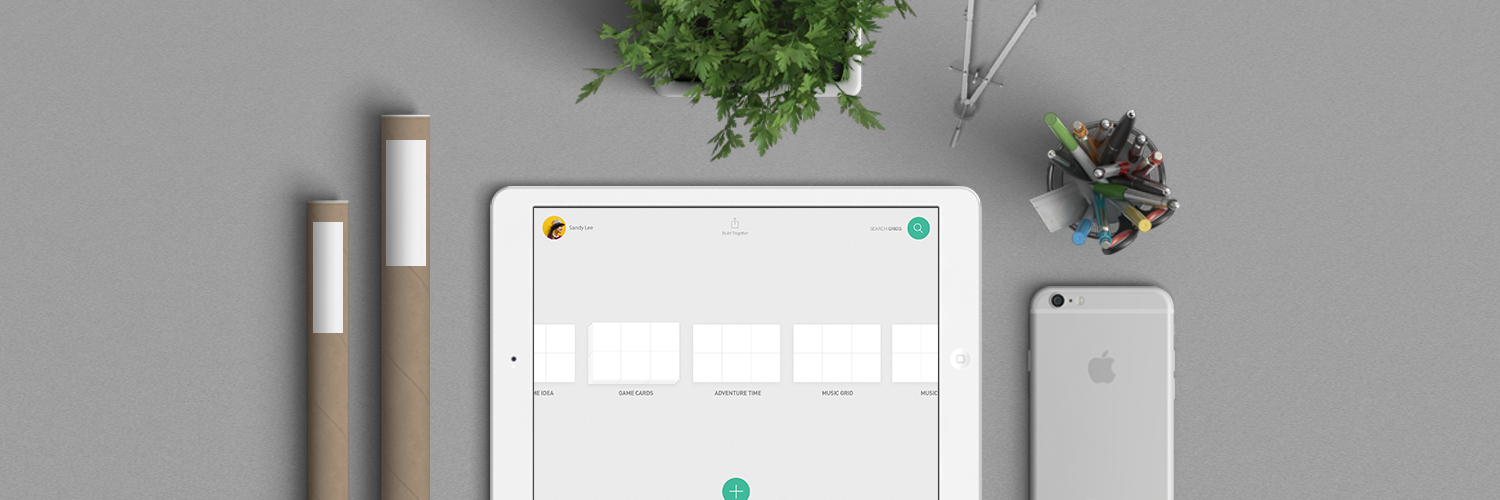 Sandy Lee
Build Together
SEARCH GRIDS
ME IDEA
GAME CARDS
ADVENTURE TIME
MUSIC GRID
MUSIC